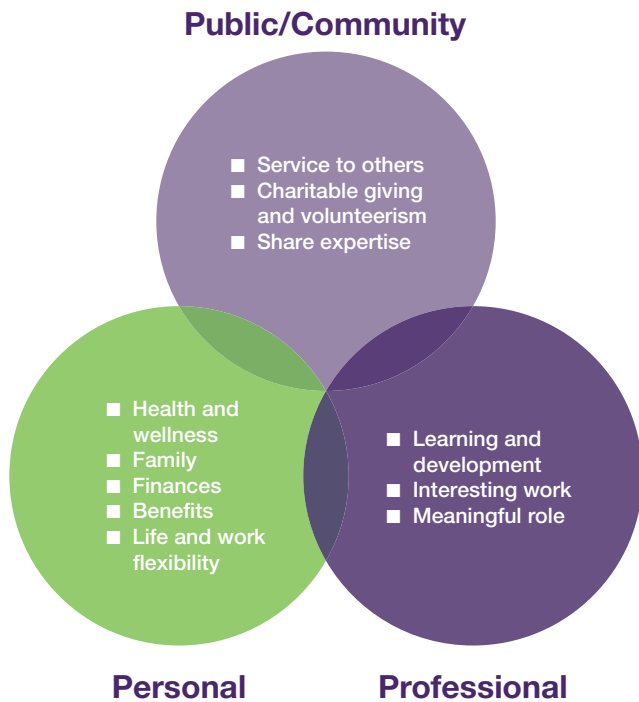 Public/Community
■ Service to others
■ Charitable giving
and volunteerism
■ Share expertise
■ Health and
wellness
■ Family
■ Finances
■ Benefits
■ Life and work
flexibility
■ Learning and
development
■ Interesting work
■ Meaningful role
Personal
Professional